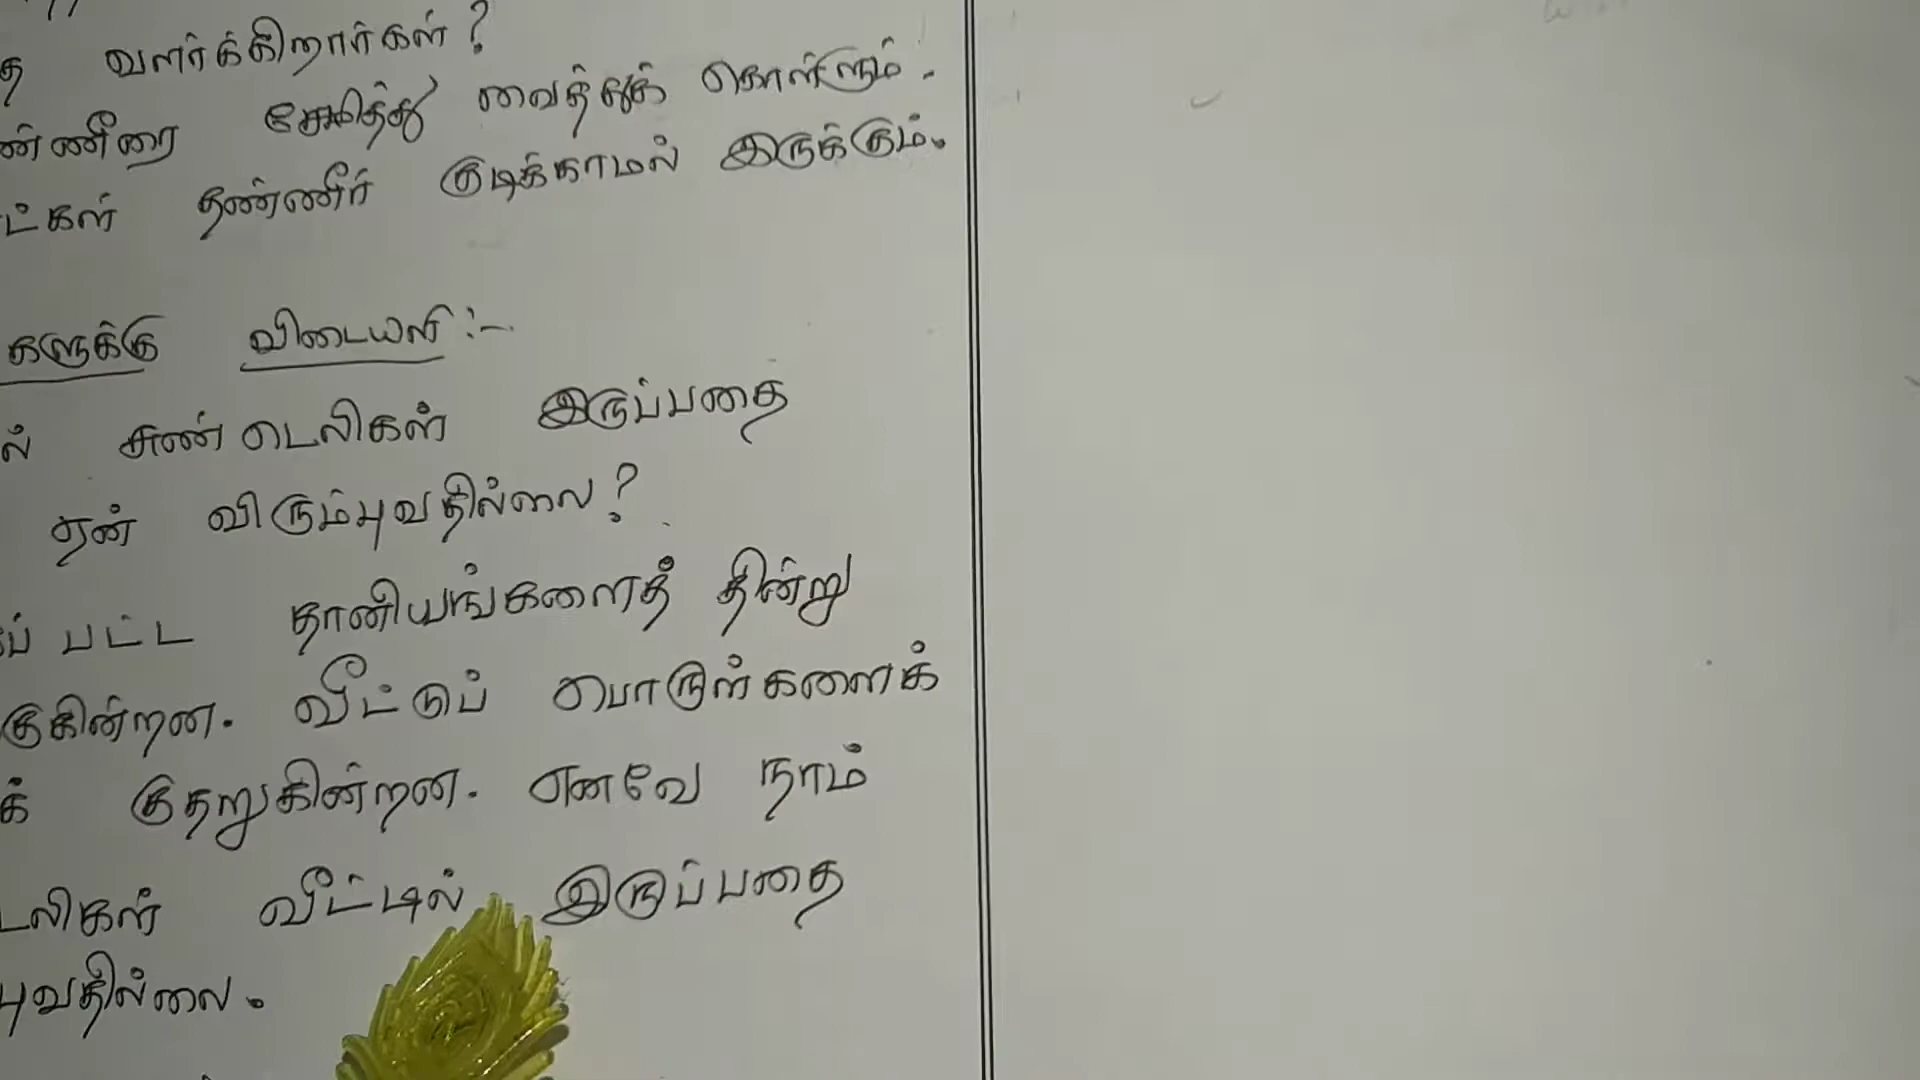 த வளர்க்கிறார்கள்?
ண்ணீரை சேமித்து வைத்துக் கொள்ளும்.
ட்கள் தண்ணீர் குடிக்காமல் இருக்கும்.
களுக்கு விடையளி :-
ல் சுண்டெலிகள் இருப்பதை
ஏன் விரும்புவதில்லை?
ப் பட்ட தானியங்களைத் தின்று
குகின்றன. வீட்டுப் பொருள்களைக்
க் குதறுகின்றன. எனவே நாம்
டலிகள் வீட்டில் இருப்பதை
புவதில்லை.